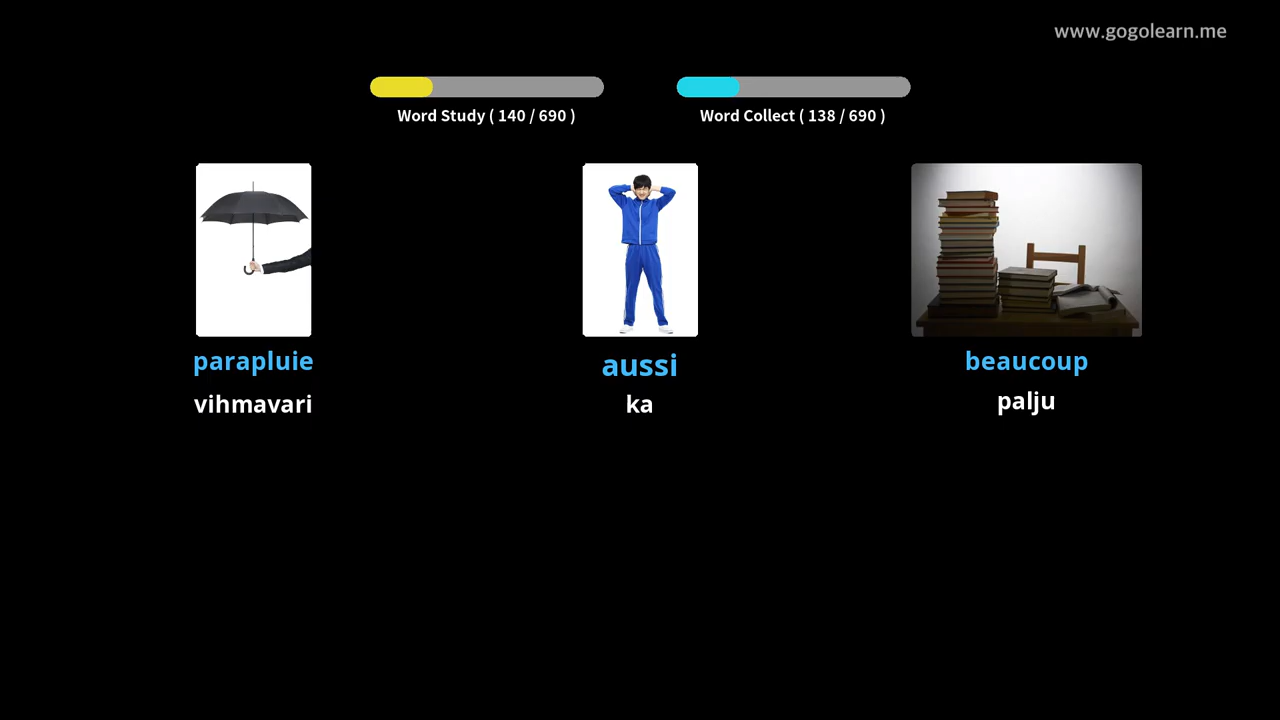 www.gogolearn.me
Word Study ( 140 / 690 )
Word Collect ( 138 / 690 )
parapluie
vihmavari
aussi
ka
beaucoup
palju